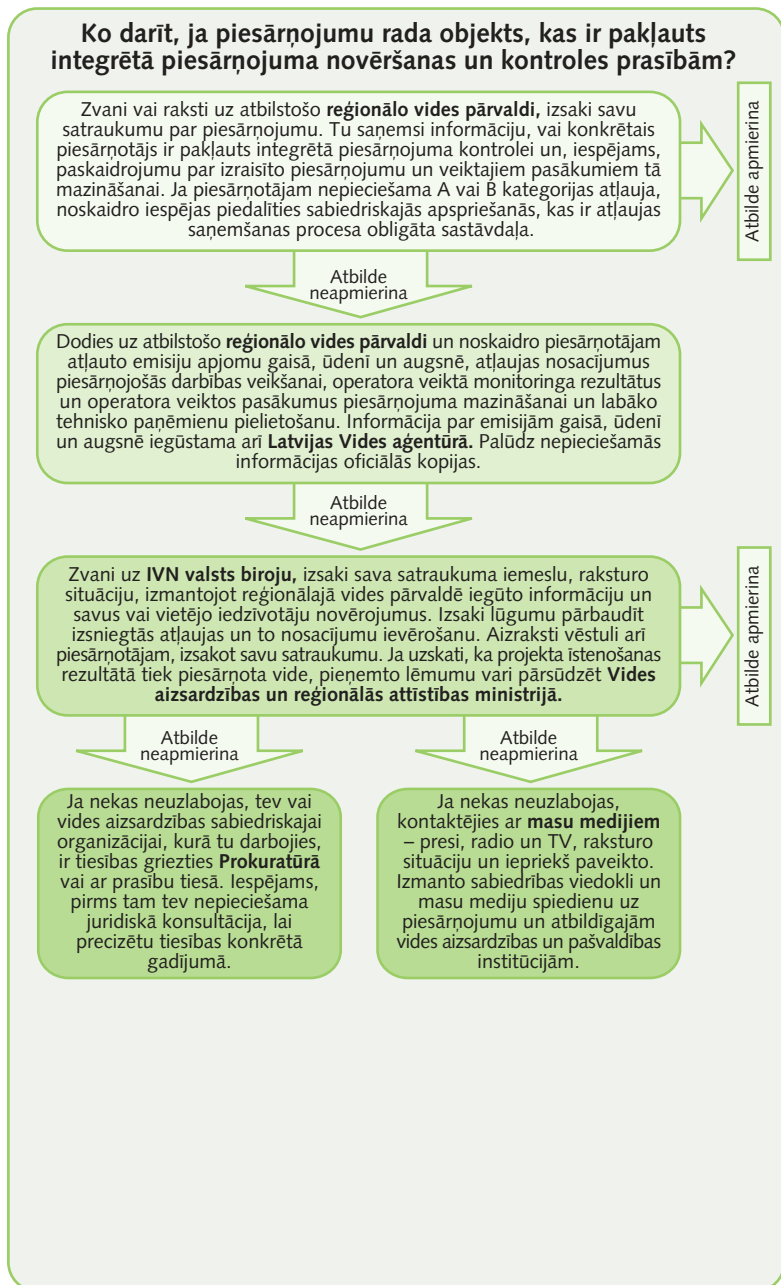 Ko darīt, ja piesārņojumu rada objekts, kas ir pakļauts
integrētā piesārņojuma novēršanas un kontroles prasībām?
Zvani vai raksti uz atbilstošo reģionālo vides pārvaldi, izsaki savu
satraukumu par piesārņojumu. Tu saņemsi informāciju, vai konkrētais
piesārņotājs ir pakļauts integrētā piesārņojuma kontrolei un, iespējams,
paskaidrojumu par izraisīto piesārņojumu un veiktajiem pasākumiem tā
mazināšanai. Ja piesārņotājam nepieciešama A vai B kategorijas atļauja,
noskaidro iespējas piedalīties sabiedriskajās apspriešanās, kas ir atļaujas
saņemšanas procesa obligāta sastāvdaļa.
Atbilde apmierina
Atbilde
neapmierina
Dodies uz atbilstošo reģionālo vides pārvaldi un noskaidro piesārņotājam
atļauto emisiju apjomu gaisā, ūdenī un augsnē, atļaujas nosacījumus
piesārņojošās darbības veikšanai, operatora veiktā monitoringa rezultātus
un operatora veiktos pasākumus piesārņojuma mazināšanai un labāko
tehnisko paņēmienu pielietošanu. Informācija par emisijām gaisā, ūdenī
un augsnē iegūstama arī Latvijas Vides aģentūrā. Palūdz nepieciešamās
informācijas oficiālās kopijas.
Atbilde
neapmierina
Zvani uz IVN valsts biroju, izsaki sava satraukuma iemeslu, raksturo
situāciju, izmantojot reģionālajā vides pārvaldē iegūto informāciju un
savus vai vietējo iedzīvotāju novērojumus. Izsaki lūgumu pārbaudīt
izsniegtās atļaujas un to nosacījumu ievērošanu. Aizraksti vēstuli arī
piesārņotājam, izsakot savu satraukumu. Ja uzskati, ka projekta īstenošanas
rezultātā tiek piesārņota vide, pieņemto lēmumu vari pārsūdzēt Vides
aizsardzības un reģionālās attīstības ministrijā.
Atbilde apmierina
Atbilde
neapmierina
Atbilde
neapmierina
Ja nekas neuzlabojas, tev vai
vides aizsardzības sabiedriskajai
organizācijai, kurā tu darbojies,
ir tiesības griezties Prokuratūrā
vai ar prasību tiesā. Iespējams,
pirms tam tev nepieciešama
juridiskā konsultācija, lai
precizētu tiesības konkrētā
gadījumā.
Ja nekas neuzlabojas,
kontaktējies ar masu medijiem
– presi, radio un TV, raksturo
situāciju un iepriekš paveikto.
Izmanto sabiedrības viedokli un
masu mediju spiedienu uz
piesārņojumu un atbildīgajām
vides aizsardzības un pašvaldības
institūcijām.